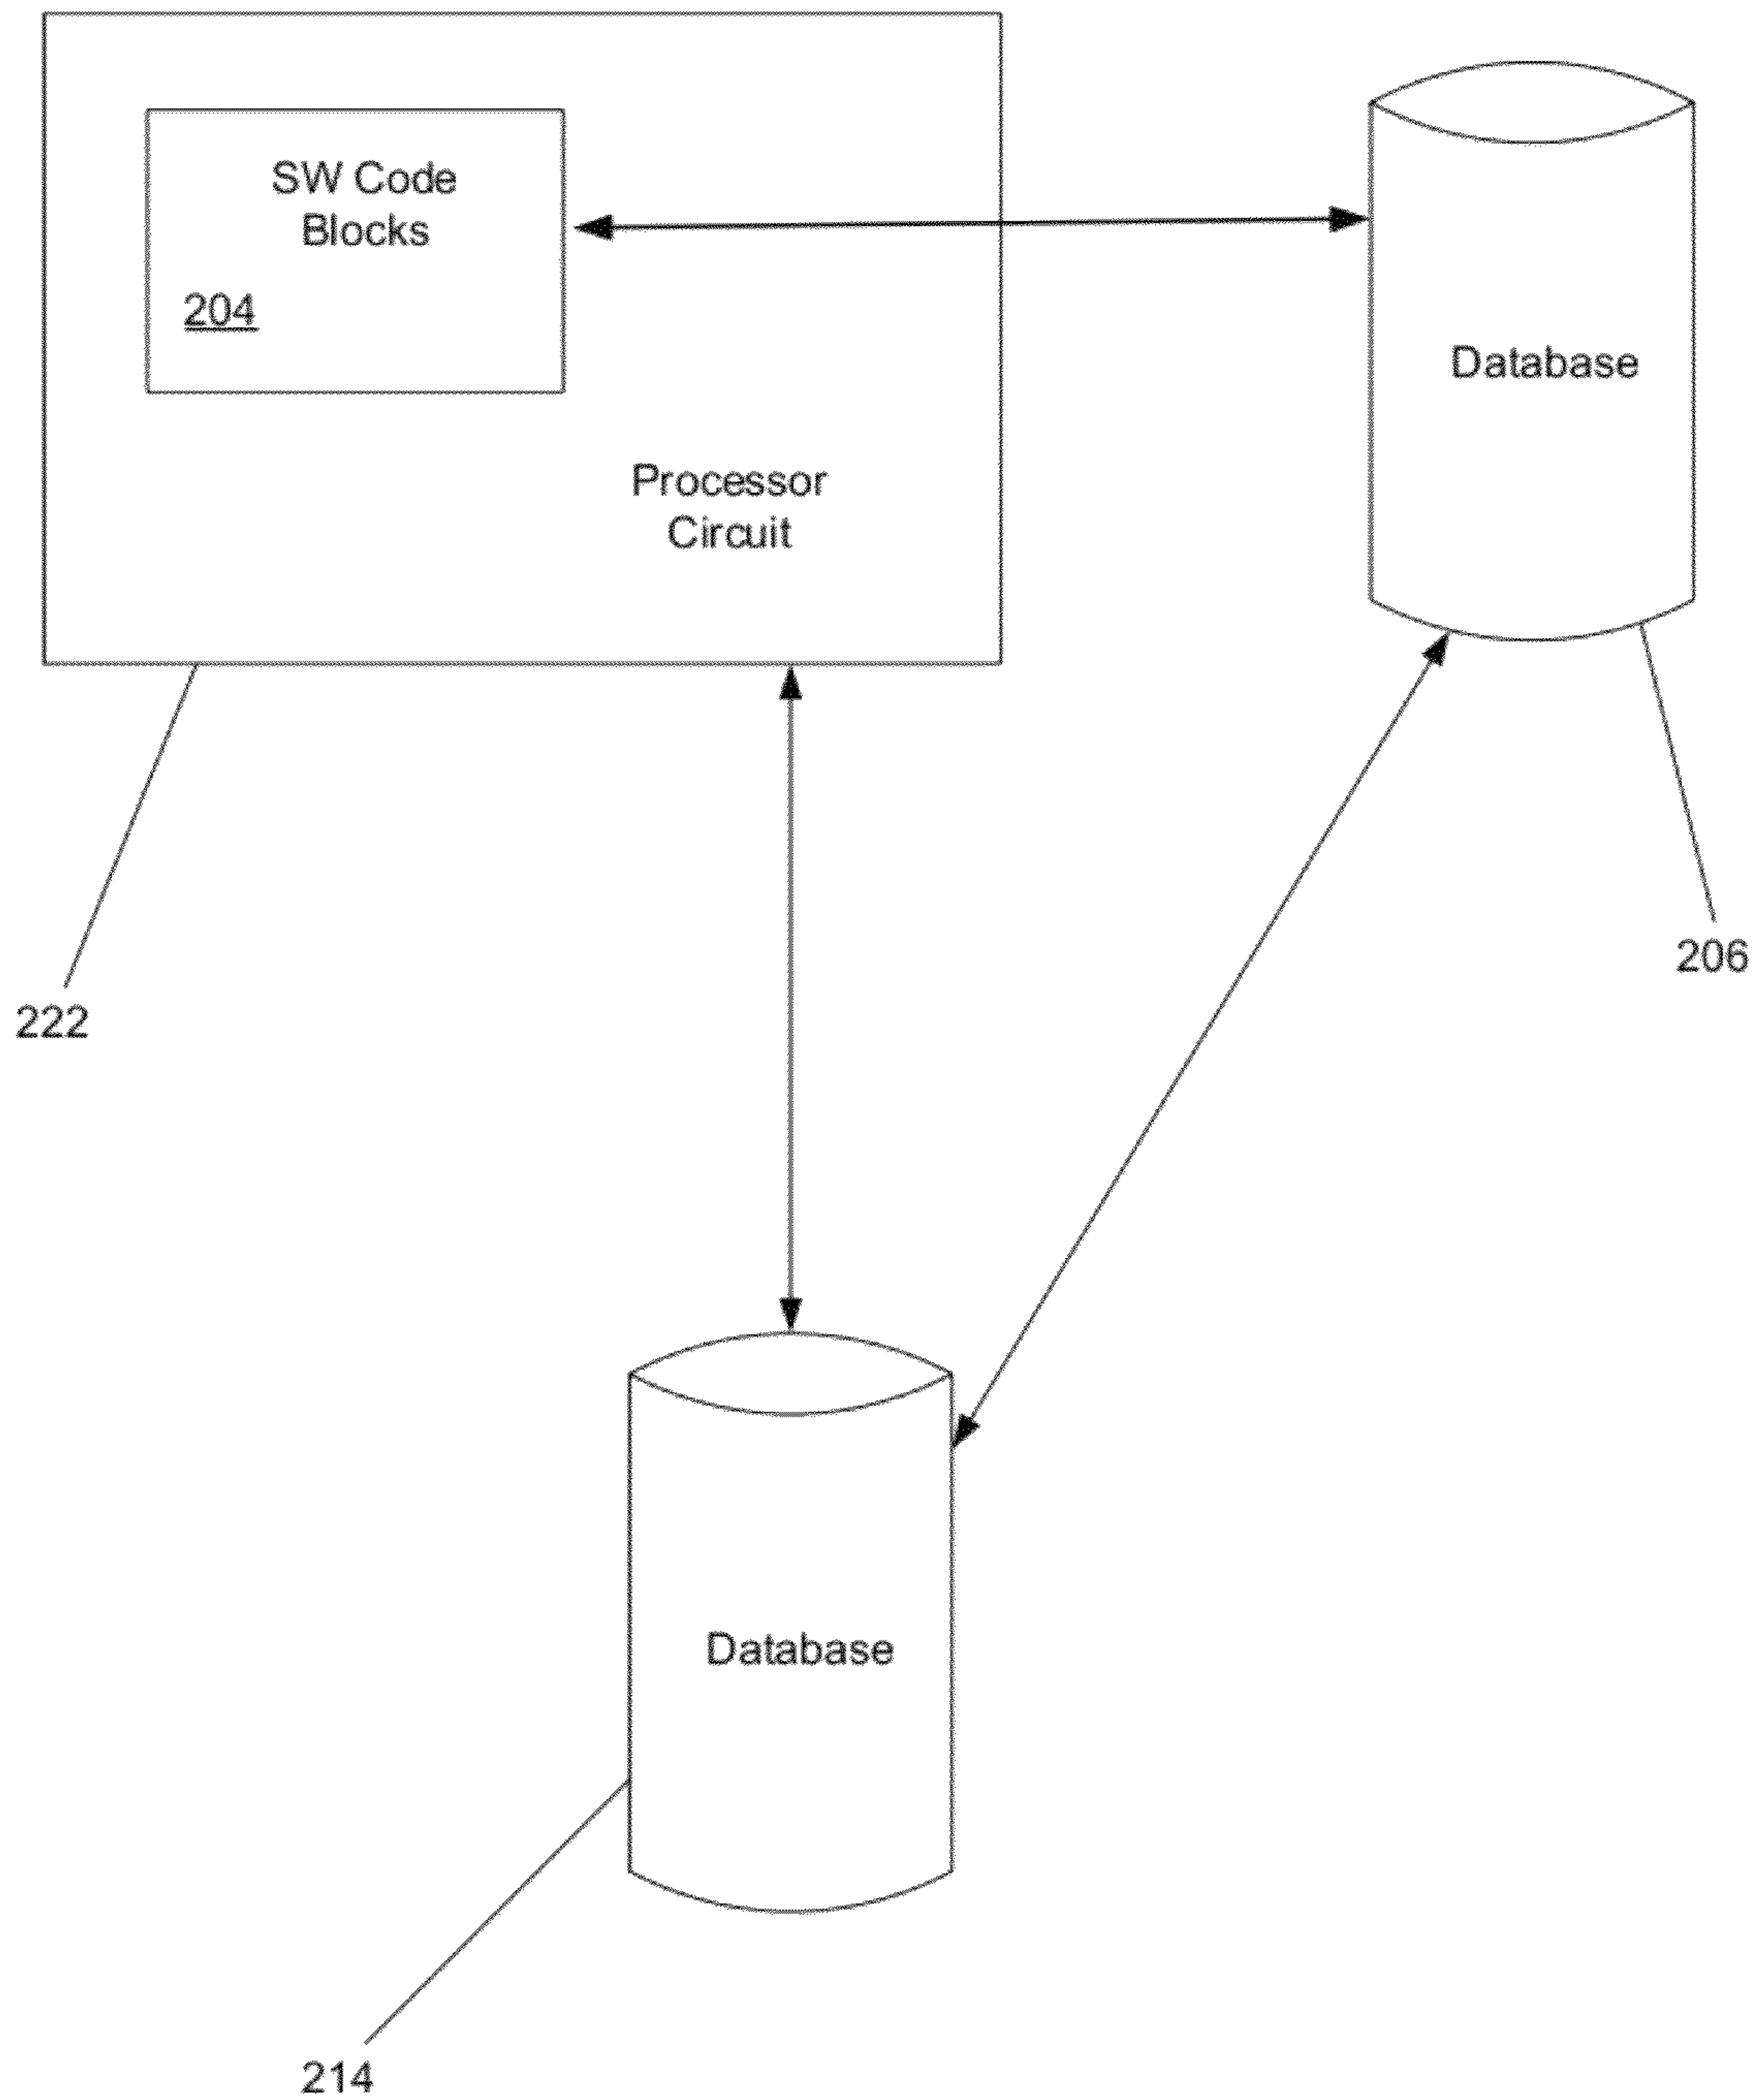 SW Code
Blocks
204
Database
Processor
Circuit
206
222
Database
214